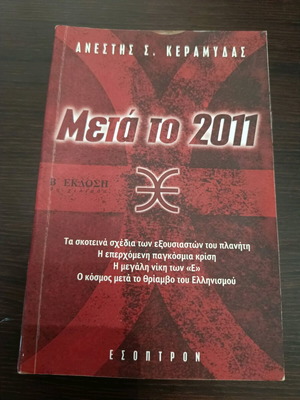 ΑΝΕΣΤΗΣ Σ. ΚΕΡΑΜΥΔΑΣ
Μετά το 2011
Β΄ ΕΚΔΟΣΗ
Τα σκοτεινά σχέδια των εξουσιαστών του πλανήτη
Η επερχόμενη παγκόσμια κρίση
Η μεγάλη νίκη των «Ε»
Ο κόσμος μετά το θρίαμβο του Ελληνισμού
ΕΣΟΠΤΡΟΝ